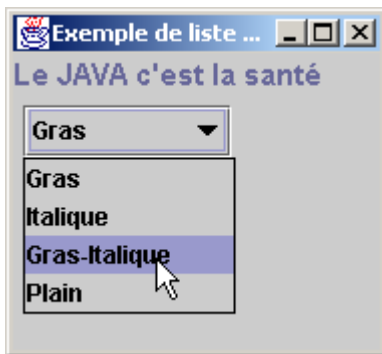 Exemple de liste ...
Le JAVA c'est la santé
Gras
Gras
Italique
Gras-Italique
Plain